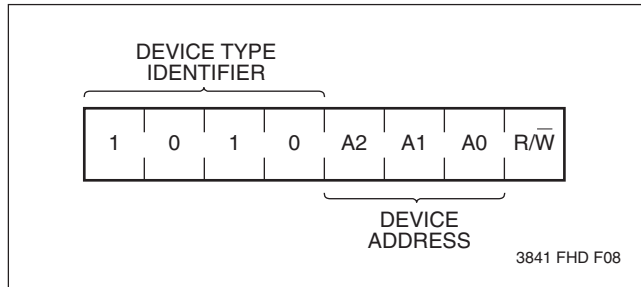 DEVICE TYPE
IDENTIFIER
1 0 1 0 A2 A1 A0 R/W̅
DEVICE
ADDRESS
3841 FHD F08